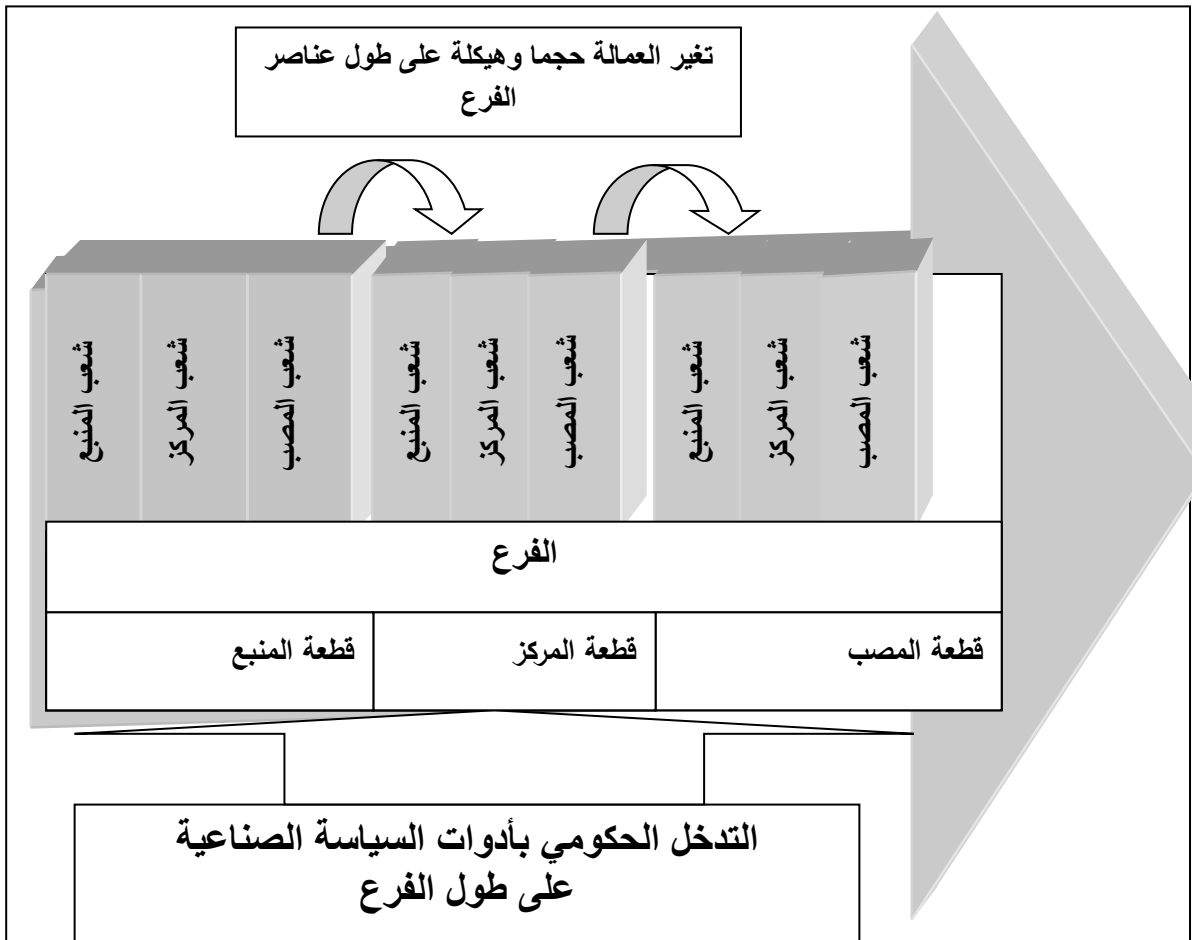 تغير العمالة حجما وهيكلة على طول عناصر
الفرع
شعب المنبع
شعب المركز
شعب المصب
شعب المنبع
شعب المركز
شعب المصب
شعب المنبع
شعب المركز
شعب المصب
الفرع
قطعة المنبع
قطعة المركز
قطعة المصب
التدخل الحكومي بأدوات السياسة الصناعية
على طول الفرع